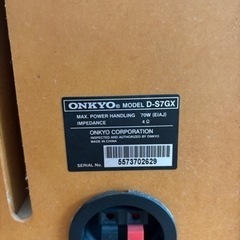 ONKYO® MODEL D-S7GX
MAX. POWER HANDLING 70W (EIAJ)
IMPEDANCE 4 Ω
ONKYO CORPORATION
INSPECTED AND AUTHORIZED BY ONKYO
MADE IN CHINA
SERIAL No. 5573702629